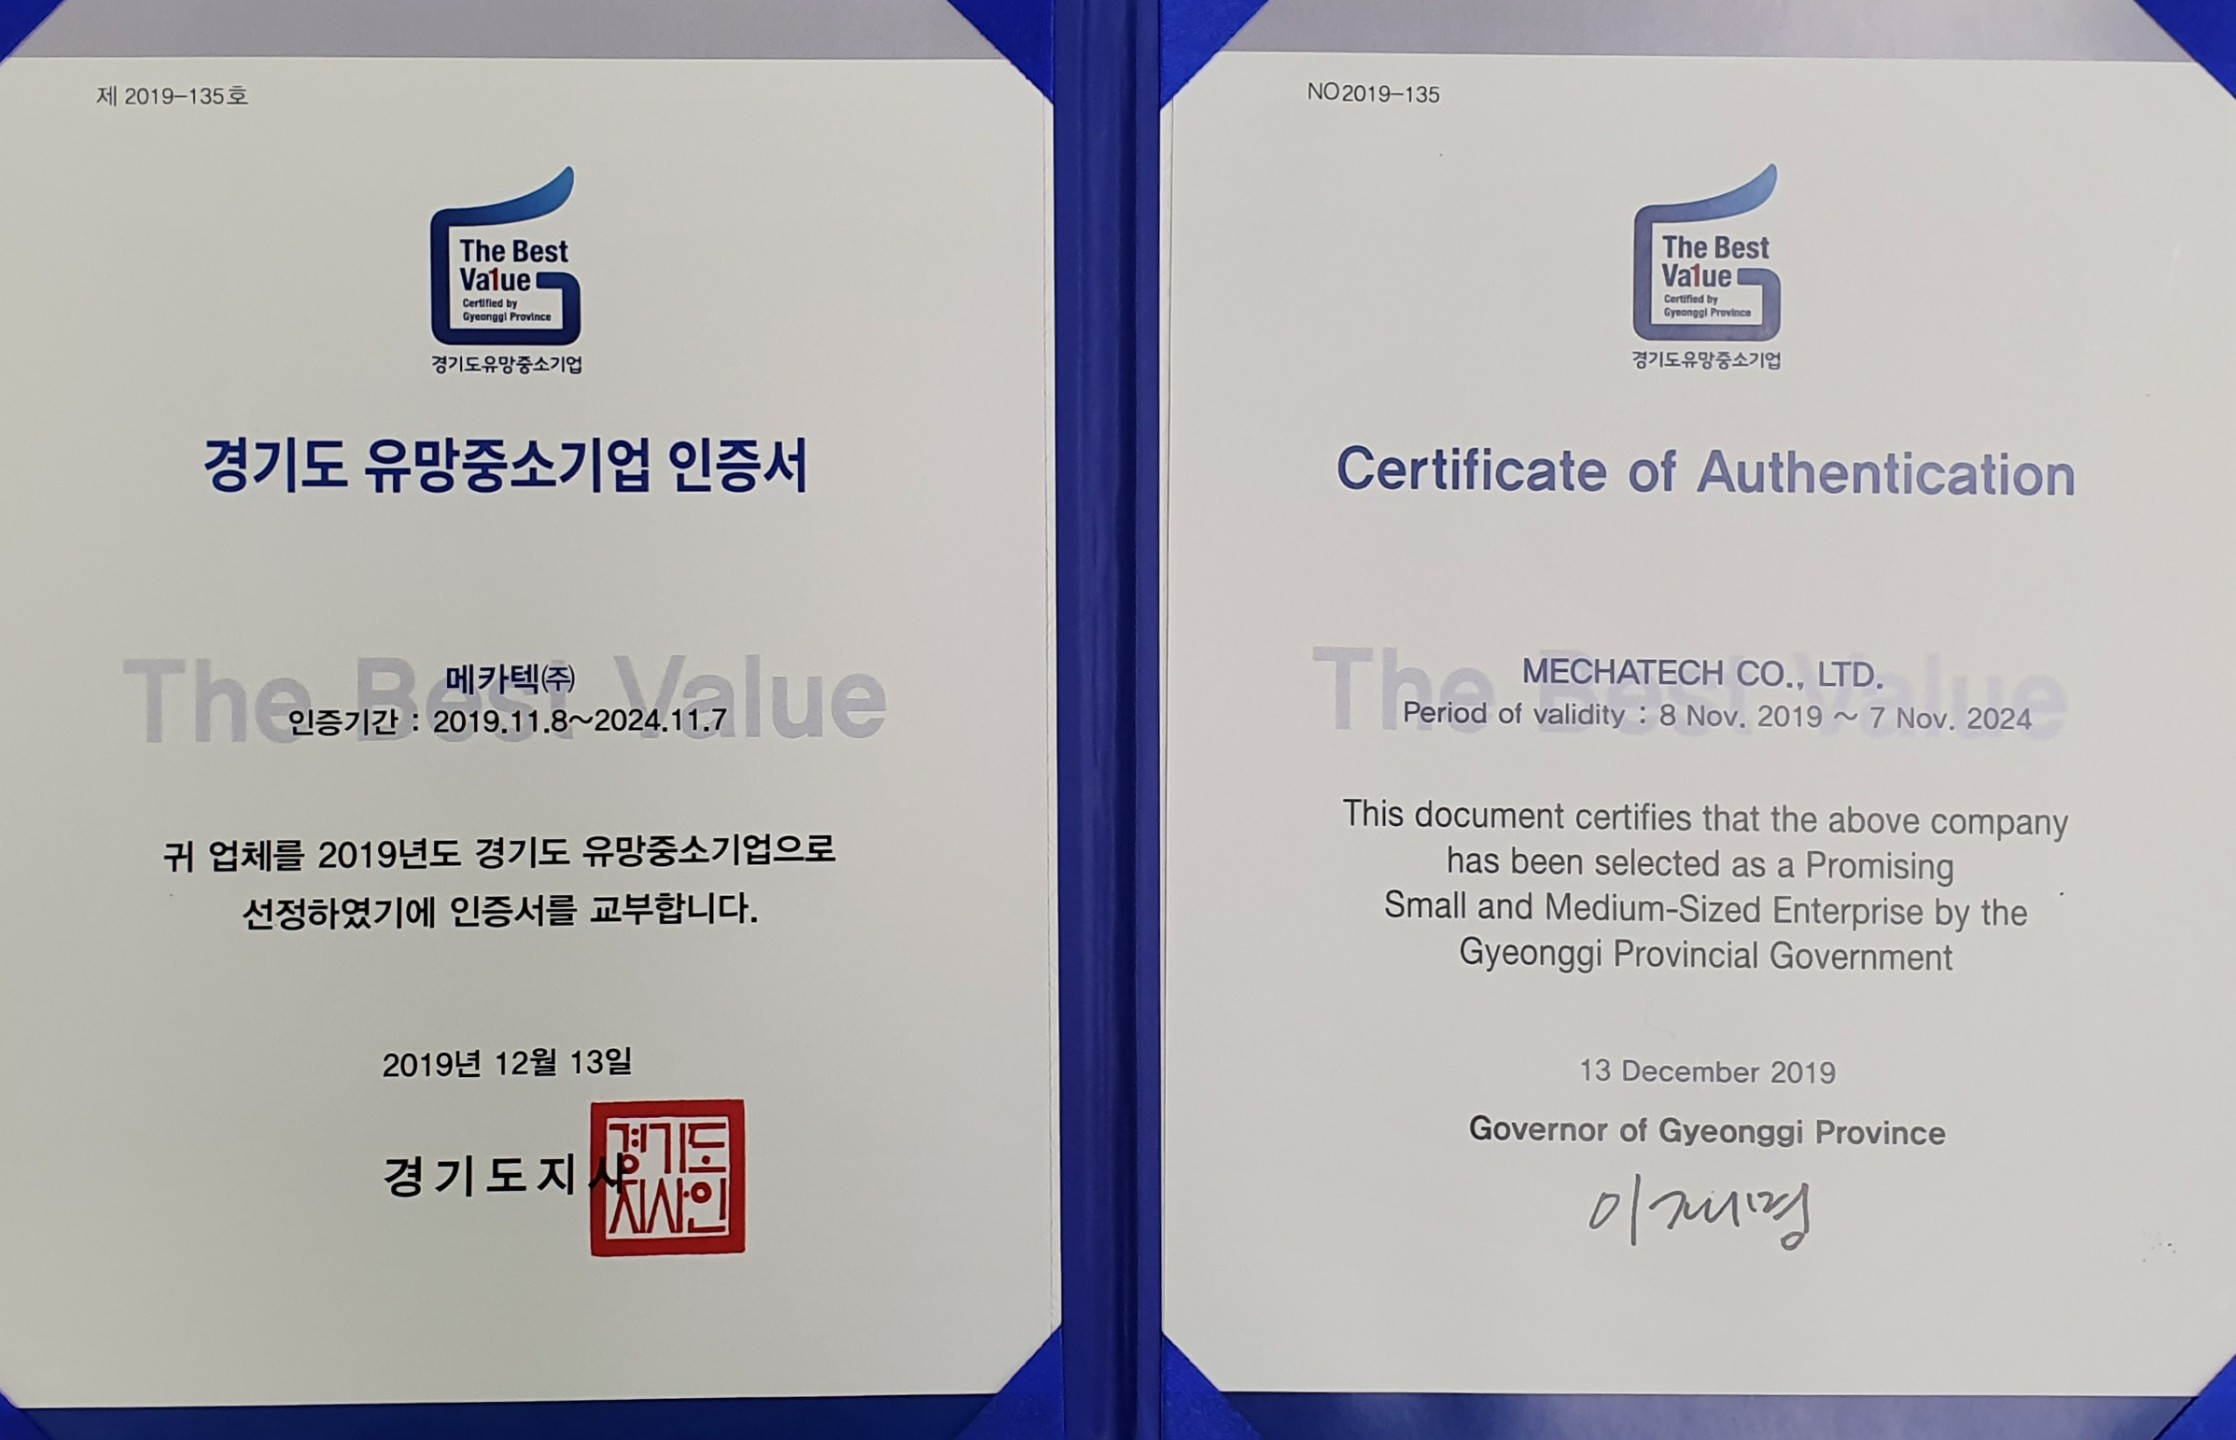 제 2019-135호
The Best
Va1ue
Certified by
Gyeonggi Province
경기도유망중소기업
경기도 유망중소기업 인증서
The Best Value
메카텍㈜
인증기간 : 2019.11.8~2024.11.7
귀 업체를 2019년도 경기도 유망중소기업으로
선정하였기에 인증서를 교부합니다.
2019년 12월 13일
경기도지사
경기도
지사인
NO2019-135
The Best
Va1ue
Certified by
Gyeonggi Province
경기도유망중소기업
Certificate of Authentication
The Best Value
MECHATECH CO., LTD.
Period of validity : 8 Nov. 2019 ~ 7 Nov. 2024
This document certifies that the above company
has been selected as a Promising
Small and Medium-Sized Enterprise by the
Gyeonggi Provincial Government
13 December 2019
Governor of Gyeonggi Province
이재명